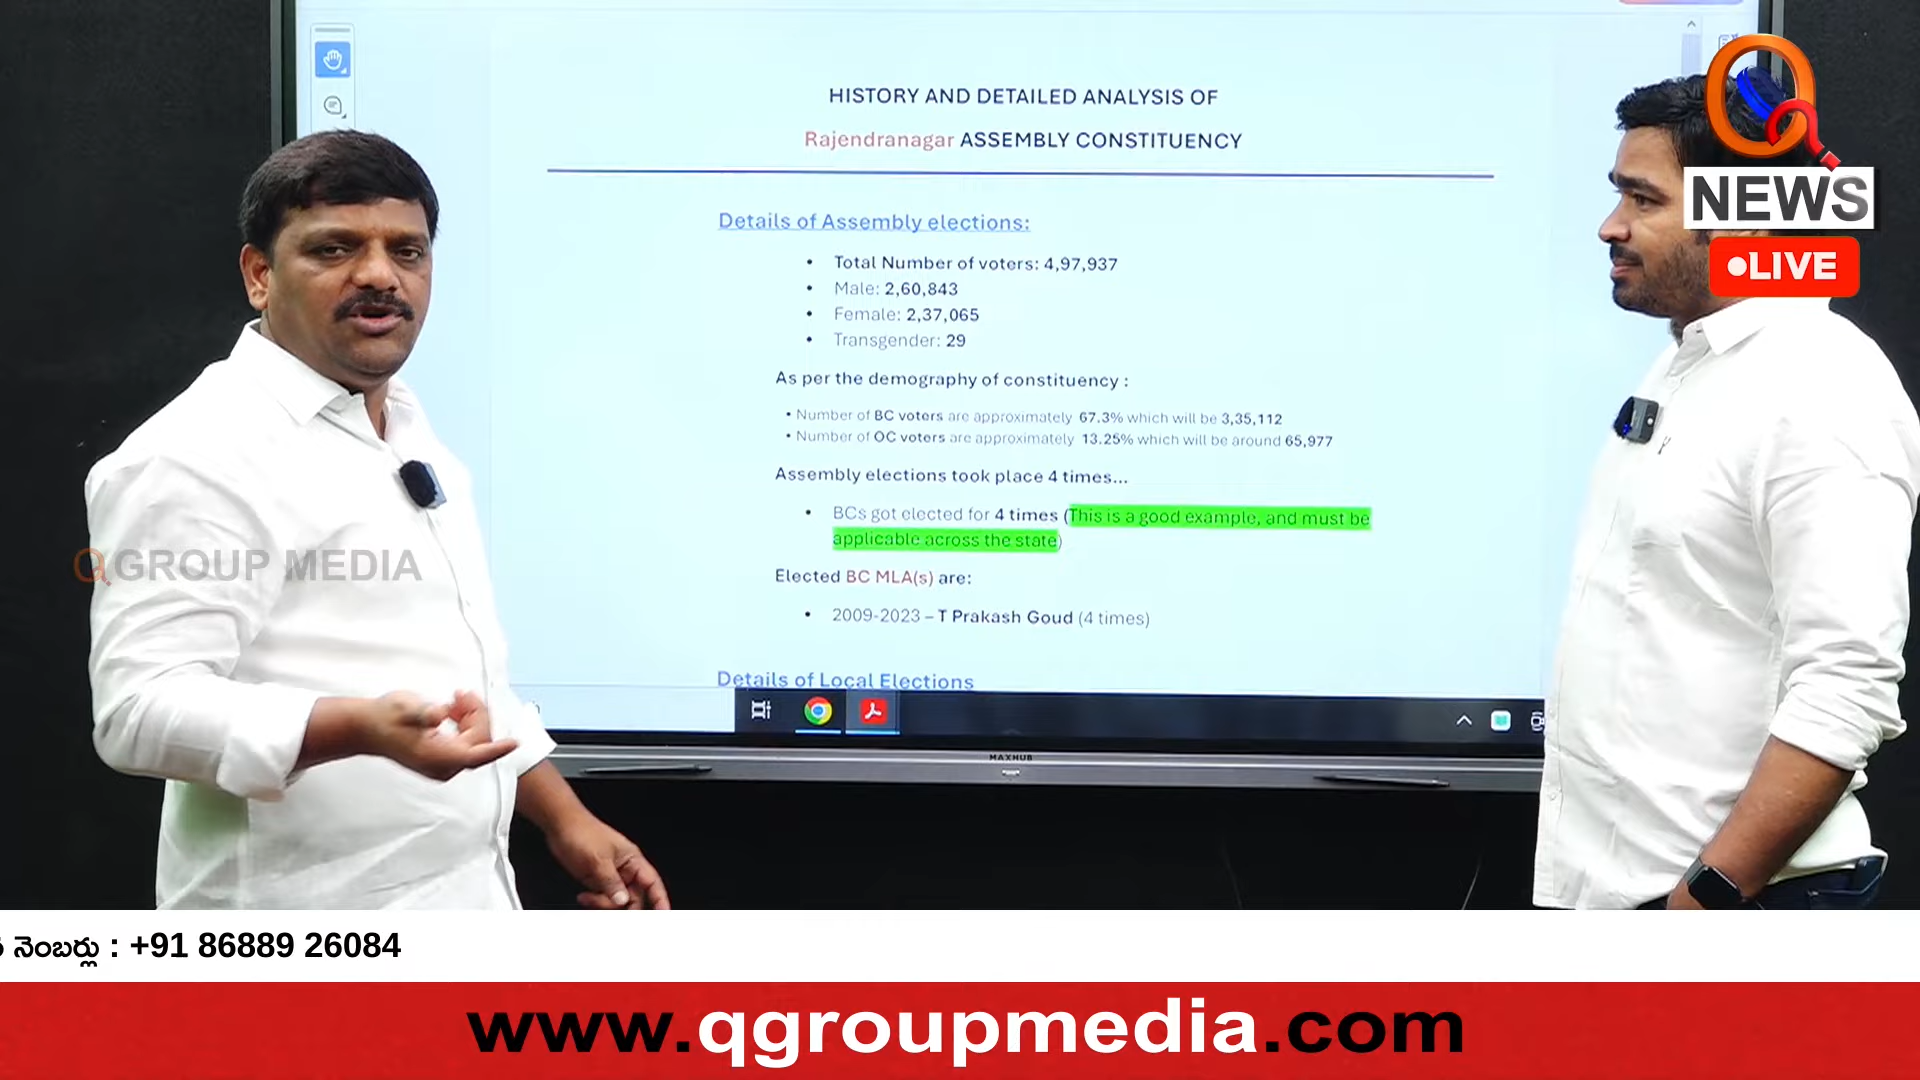 HISTORY AND DETAILED ANALYSIS OF
Rajendranagar ASSEMBLY CONSTITUENCY
Details of Assembly elections:
• Total Number of voters: 4,97,937
• Male: 2,60,843
• Female: 2,37,065
• Transgender: 29
As per the demography of constituency :
• Number of BC voters are approximately 67.3% which will be 3,35,112
• Number of OC voters are approximately 13.25% which will be around 65,977
Assembly elections took place 4 times...
• BCs got elected for 4 times (This is a good example, and must be
applicable across the state)
Elected BC MLA(s) are:
• 2009-2023 – T Prakash Goud (4 times)
Details of Local Elections
MAXHUB
Q GROUP MEDIA
Q
NEWS
LIVE
నెంబర్లు : +91 86889 26084
www.qgroupmedia.com